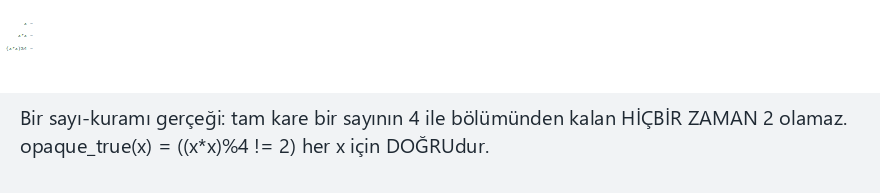 x =
x*x =
(x*x)%4 =
Bir sayı-kuramı gerçeği: tam kare bir sayının 4 ile bölümünden kalan HİÇBİR ZAMAN 2 olamaz.
opaque_true(x) = ((x*x)%4 != 2) her x için DOĞRUdur.